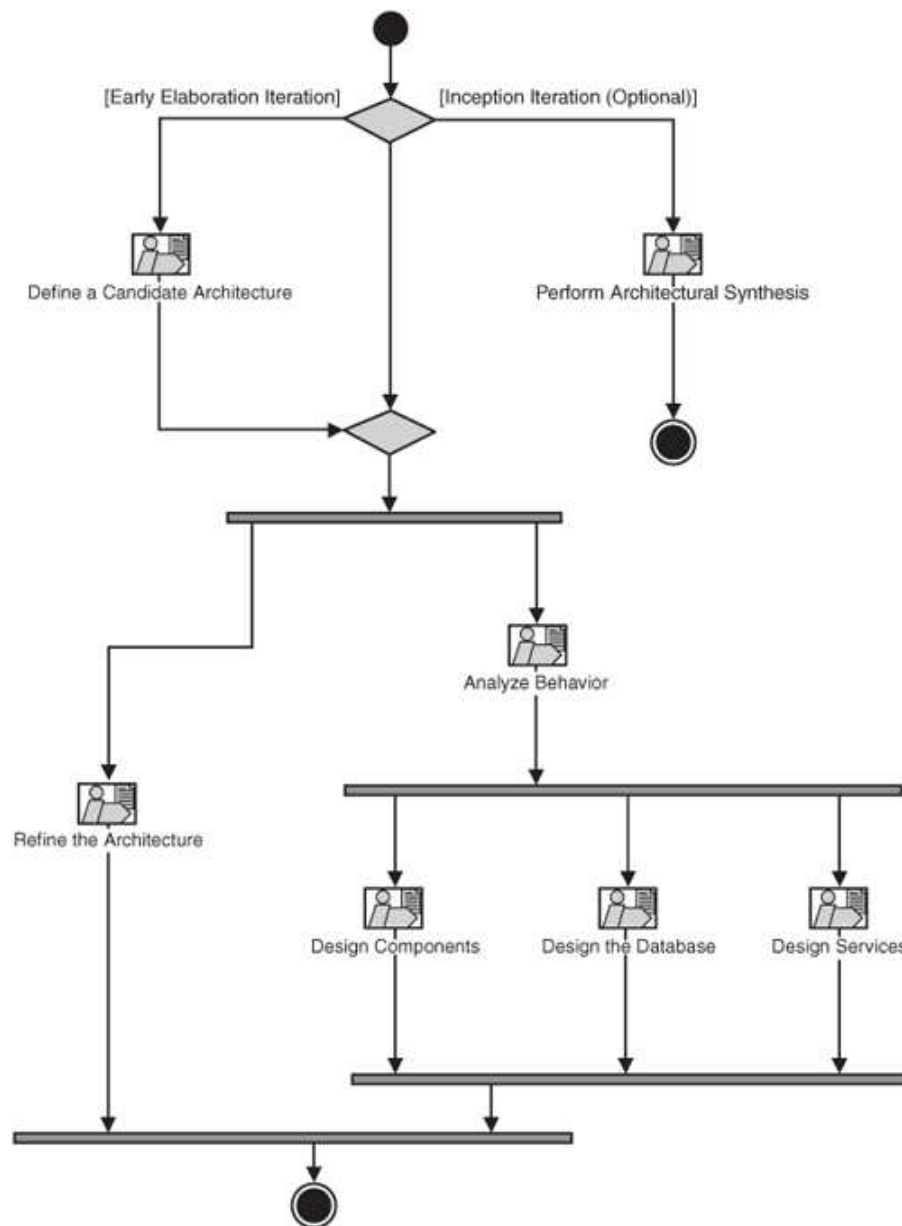 [Early Elaboration Iteration]
[Inception Iteration (Optional)]
Define a Candidate Architecture
Perform Architectural Synthesis
Analyze Behavior
Refine the Architecture
Design Components
Design the Database
Design Services